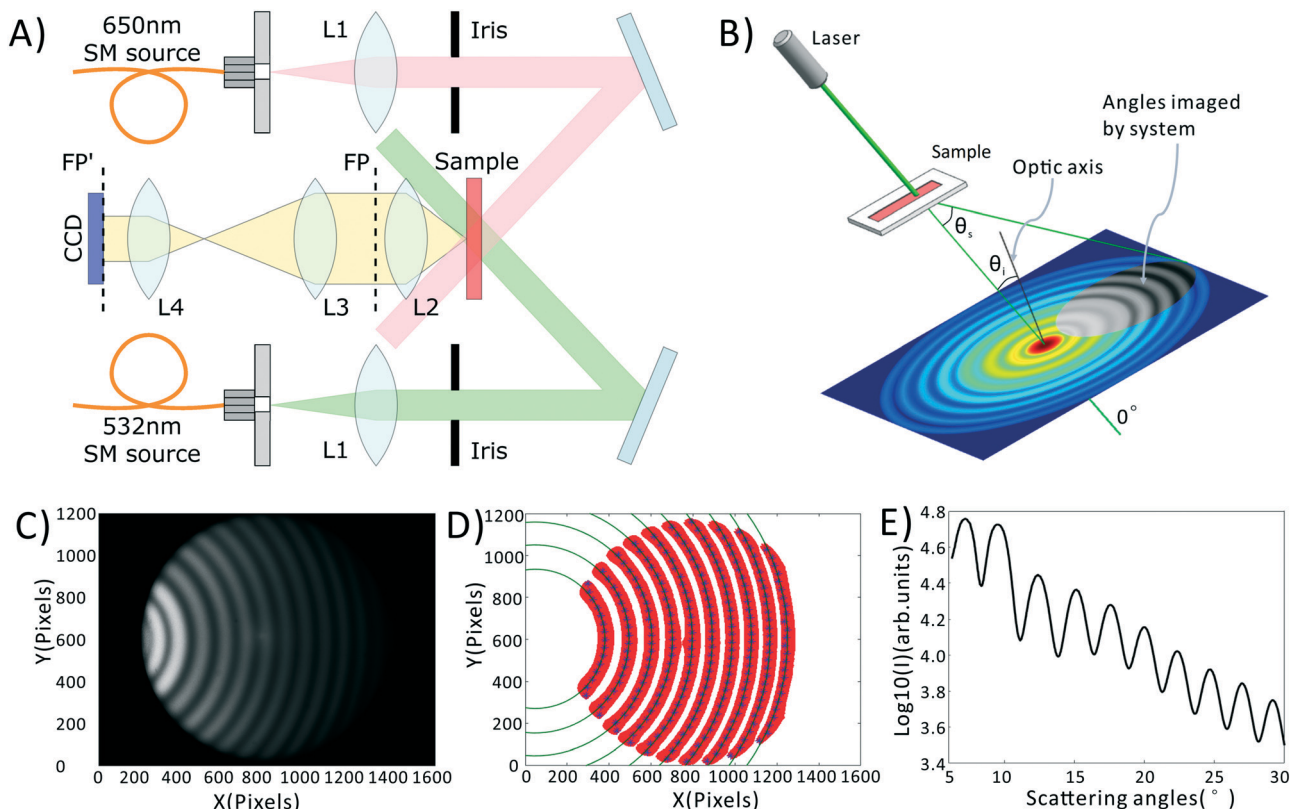 A)
650nm
SM source
L1
Iris
FP'
FP
Sample
CCD
L4
L3
L2
532nm
SM source
L1
Iris
B)
Laser
Angles imaged
by system
Sample
Optic axis
θs
θi
0°
C)
1200
1000
800
600
400
200
0
Y(Pixels)
0 200 400 600 800 1000 1200 1400 1600
X(Pixels)
D)
1200
1000
800
600
400
200
0
Y(Pixels)
0 200 400 600 800 1000 1200 1400 1600
X(Pixels)
E)
4.8
4.6
4.4
4.2
4.0
3.8
3.6
3.4
Log10(I)(arb.units)
5 10 15 20 25 30
Scattering angles(°)